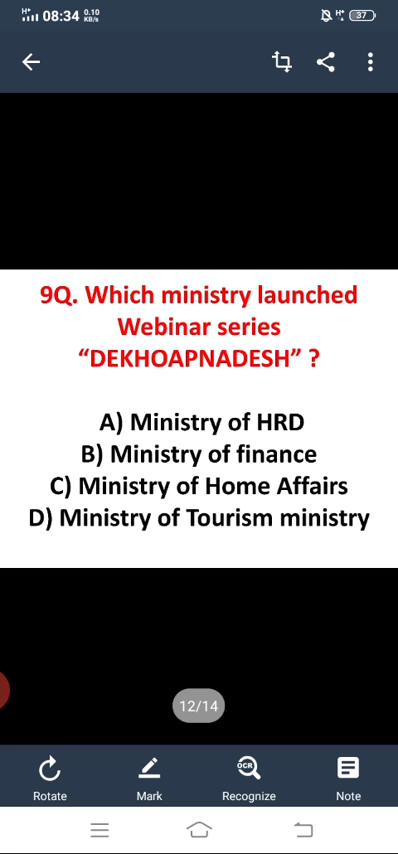 H+ 08:34 0.10 KB/s H+ 37
9Q. Which ministry launched
Webinar series
“DEKHOAPNADESH” ?
A) Ministry of HRD
B) Ministry of finance
C) Ministry of Home Affairs
D) Ministry of Tourism ministry
12/14
OCR
Rotate Mark Recognize Note